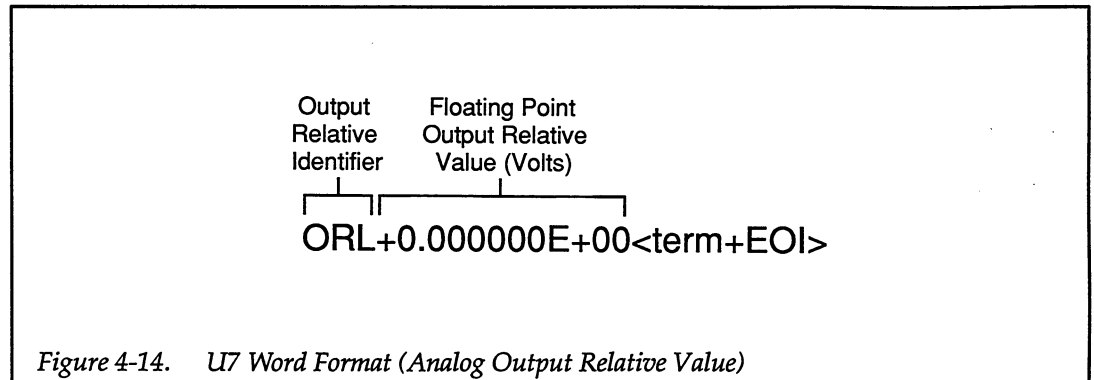 Output
Relative
Identifier
Floating Point
Output Relative
Value (Volts)
ORL+0.000000E+00<term+EOI>
Figure 4-14. U7 Word Format (Analog Output Relative Value)